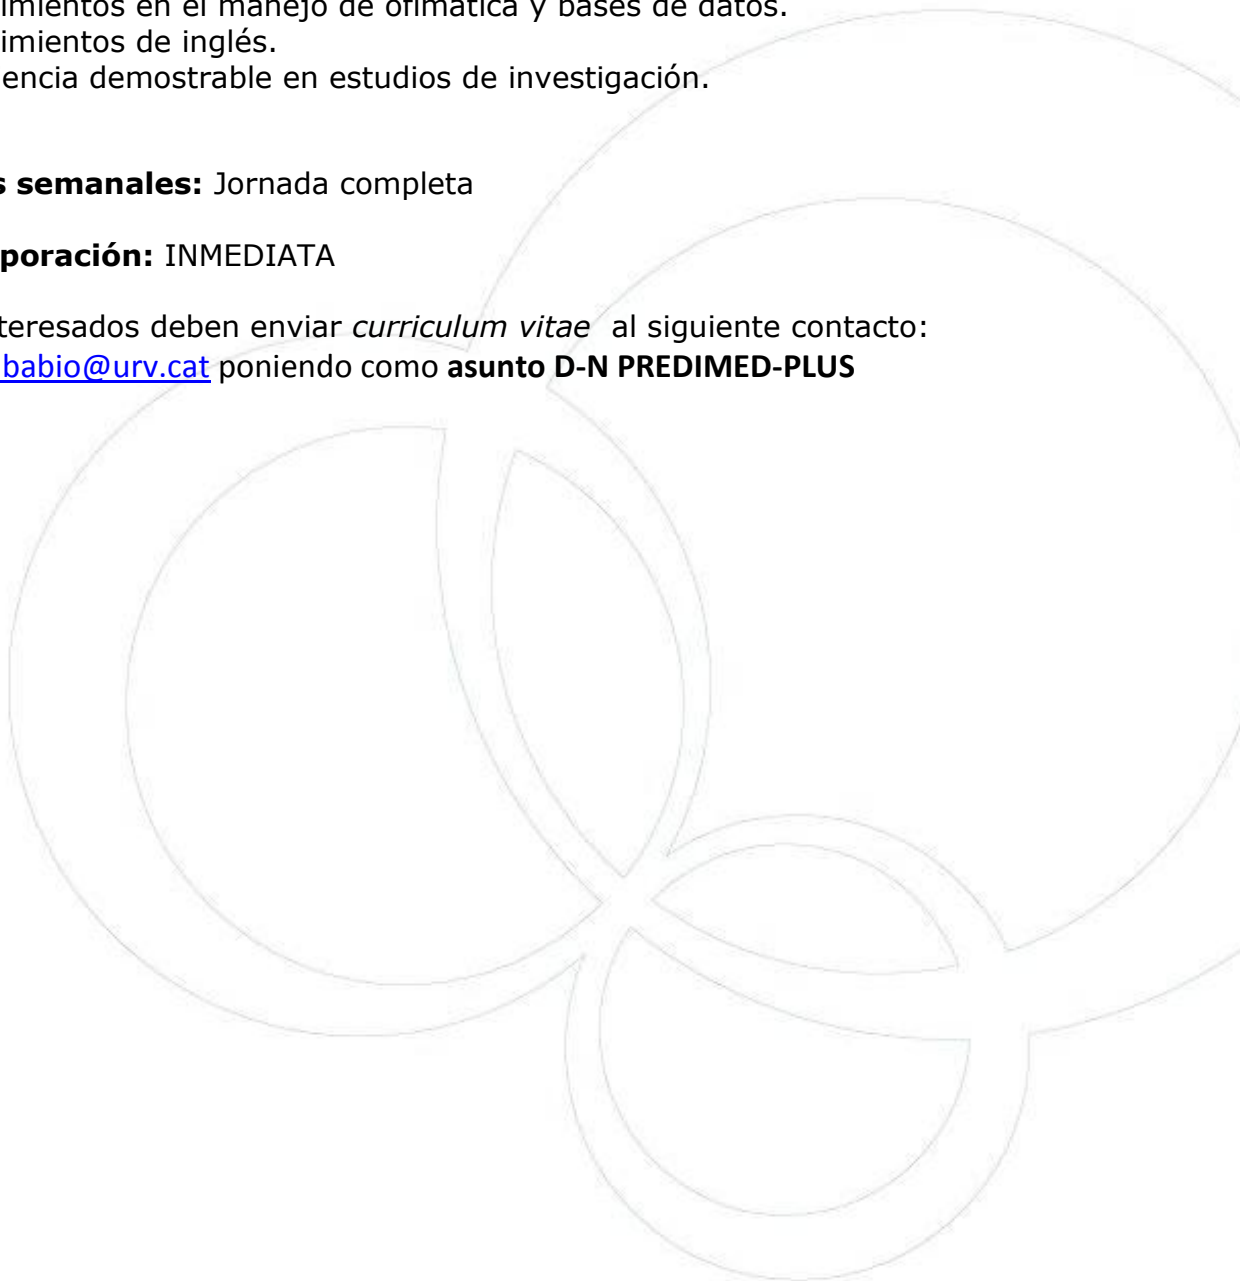 imientos en el manejo de ofimática y bases de datos.
imientos de inglés.
encia demostrable en estudios de investigación.
s semanales: Jornada completa
poración: INMEDIATA
teresados deben enviar curriculum vitae al siguiente contacto:
babio@urv.cat poniendo como asunto D-N PREDIMED-PLUS